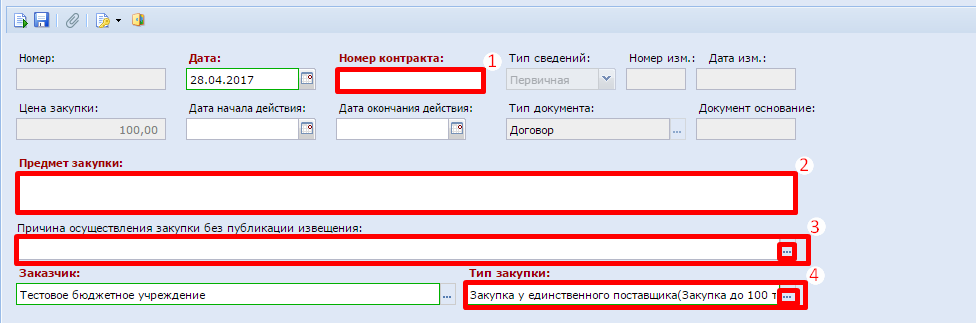 Номер: Дата: Номер контракта: 1 Тип сведений: Номер изм.: Дата изм.:
28.04.2017 Первичная
Цена закупки: Дата начала действия: Дата окончания действия: Тип документа: Документ основание:
100,00 Договор ...
Предмет закупки: 2
Причина осуществления закупки без публикации извещения: 3
...
Заказчик: Тип закупки: 4
Тестовое бюджетное учреждение ... Закупка у единственного поставщика(Закупка до 100 т ...